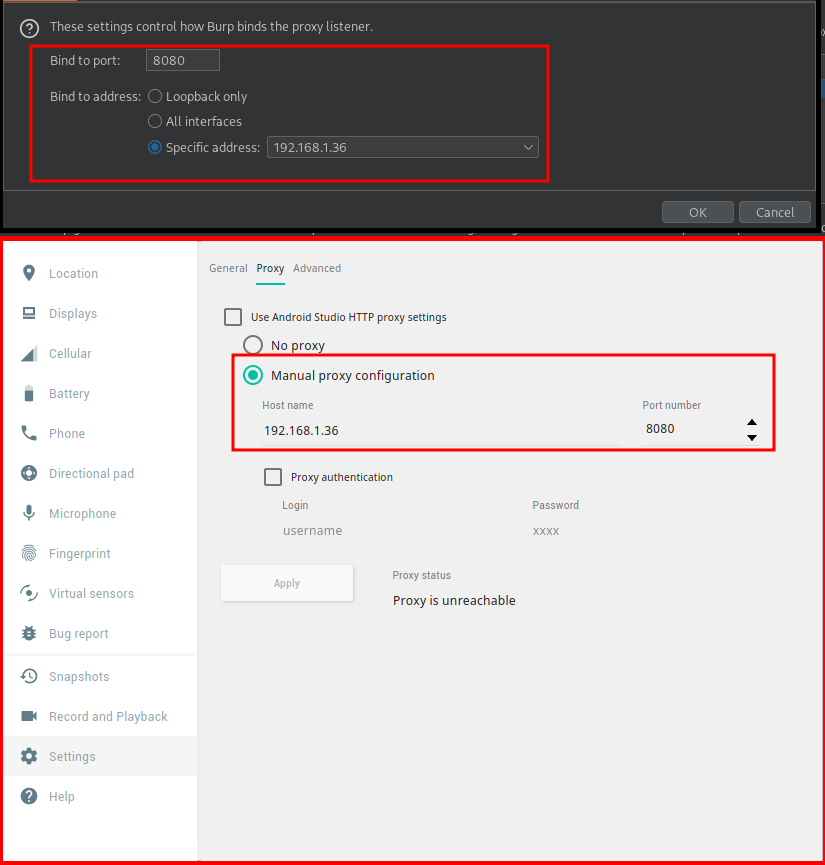 These settings control how Burp binds the proxy listener.
Bind to port: 8080
Bind to address: Loopback only
All interfaces
Specific address: 192.168.1.36
OK Cancel
Location
Displays
Cellular
Battery
Phone
Directional pad
Microphone
Fingerprint
Virtual sensors
Bug report
Snapshots
Record and Playback
Settings
Help
General Proxy Advanced
Use Android Studio HTTP proxy settings
No proxy
Manual proxy configuration
Host name Port number
192.168.1.36 8080
Proxy authentication
Login Password
username xxxx
Apply
Proxy status
Proxy is unreachable